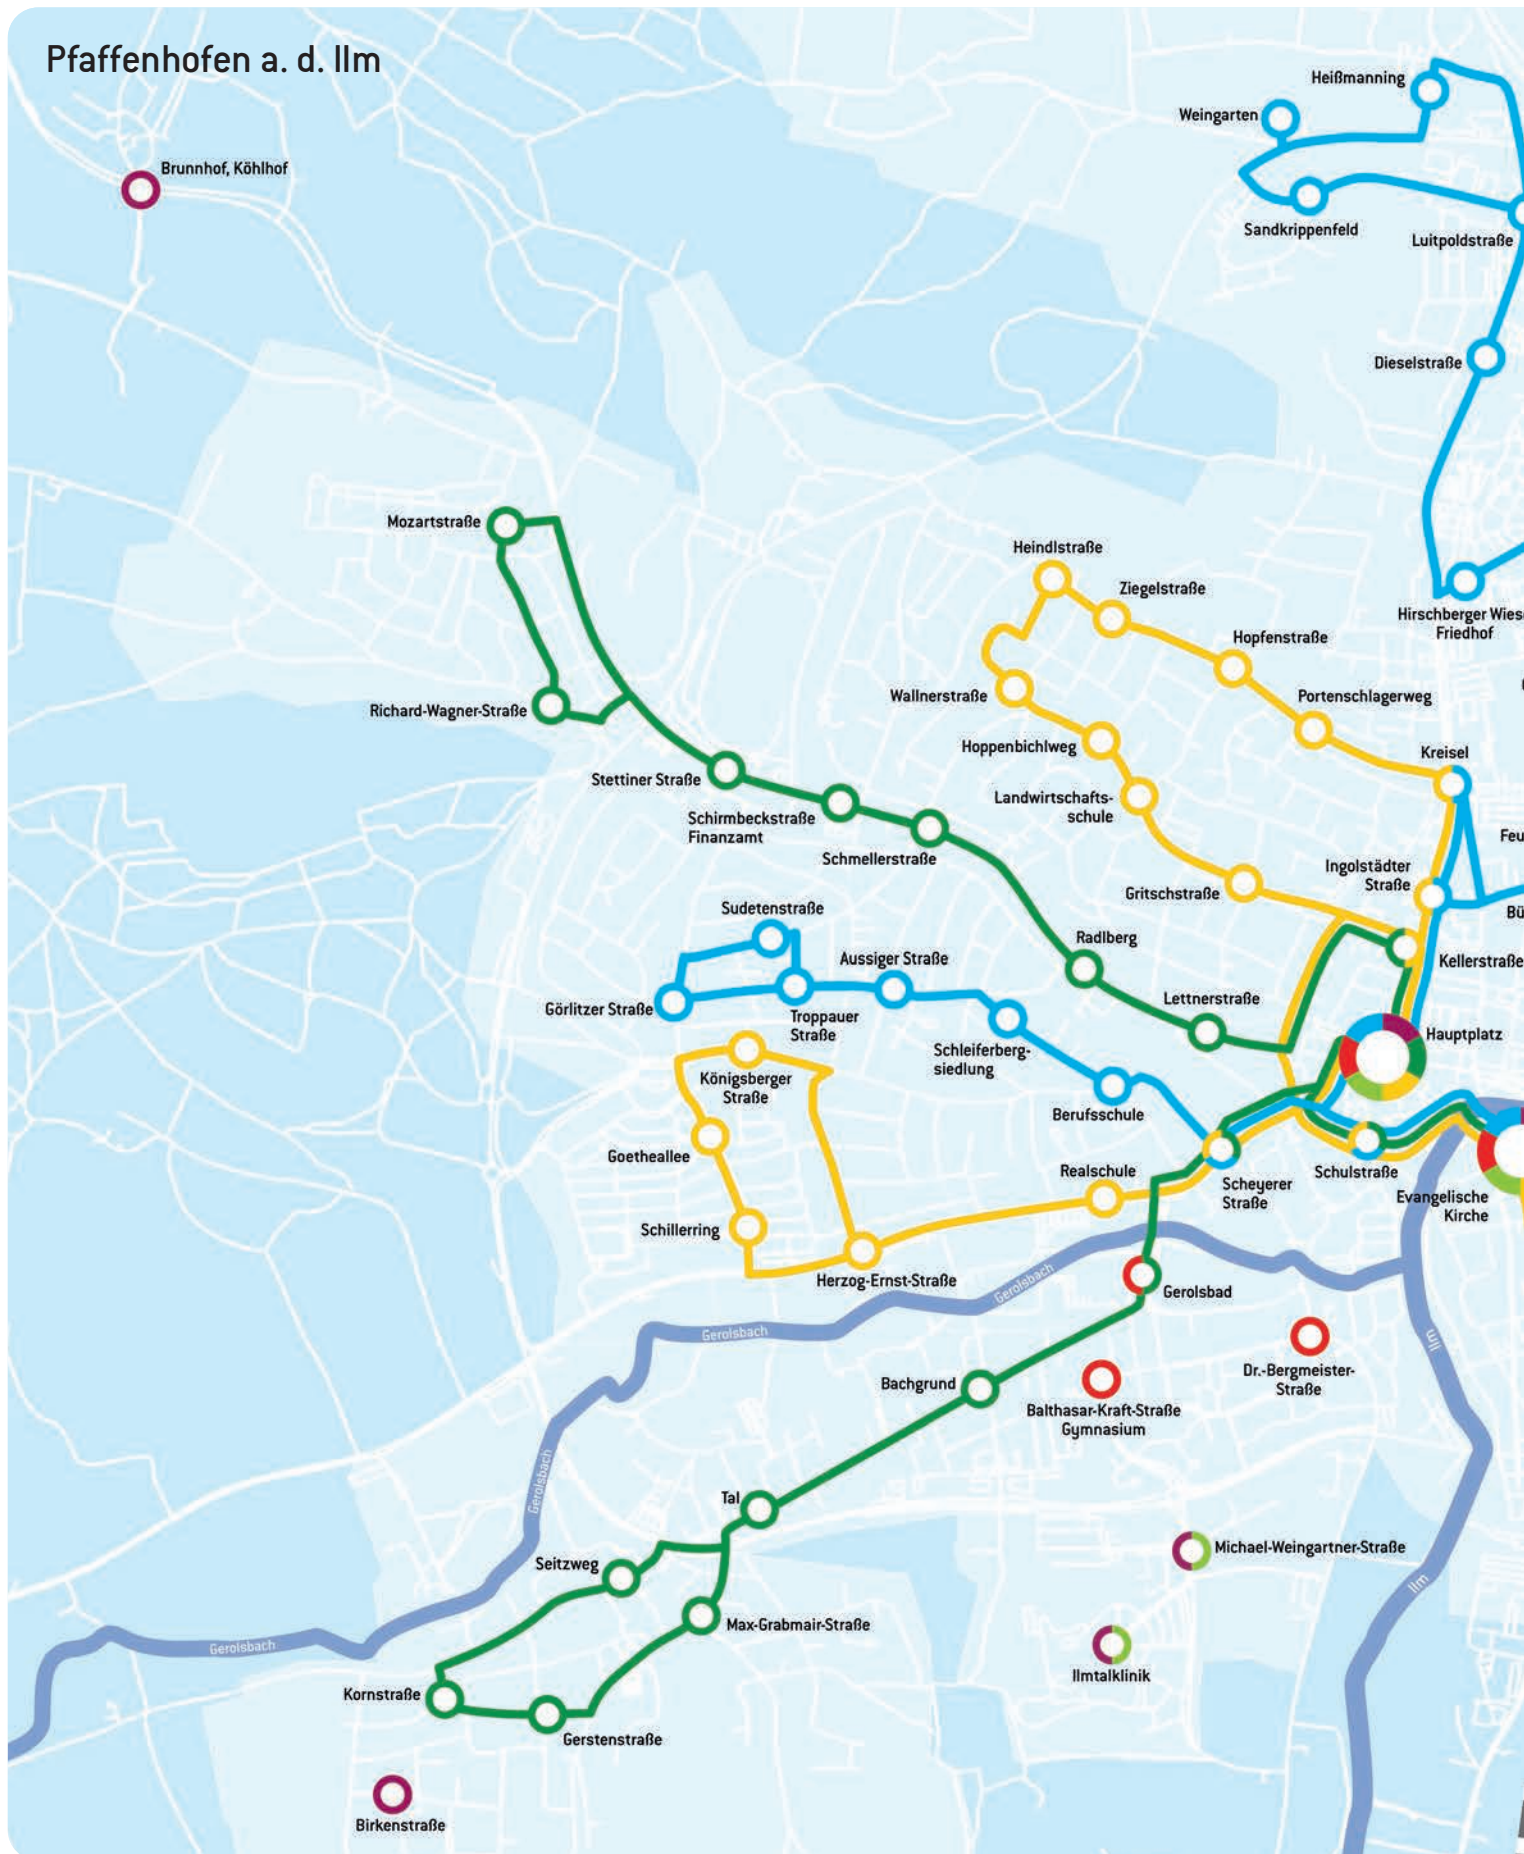 Pfaffenhofen a. d. Ilm
Heißmanning
Weingarten
Brunnhof, Köhlhof
Sandkrippenfeld
Luitpoldstraße
Dieselstraße
Mozartstraße
Heindlstraße
Ziegelstraße
Hirschberger Wies
Friedhof
Hopfenstraße
Wallnerstraße
Portenschlagerweg
Richard-Wagner-Straße
Hoppenbichlweg
Kreisel
Stettiner Straße
Landwirtschafts-
schule
Schirmbeckstraße
Finanzamt
Feu
Schmellerstraße
Ingolstädter
Straße
Gritschstraße
Sudetenstraße
Bü
Radlberg
Aussiger Straße
Kellerstraße
Görlitzer Straße
Lettnerstraße
Troppauer
Straße
Hauptplatz
Schleiferberg-
siedlung
Königsberger
Straße
Berufsschule
Goetheallee
Realschule
Schulstraße
Scheyerer
Straße
Evangelische
Kirche
Schillerring
Herzog-Ernst-Straße
Gerolsbach
Gerolsbad
Gerolsbach
Ilm
Dr.-Bergmeister-
Straße
Bachgrund
Balthasar-Kraft-Straße
Gymnasium
Gerolsbach
Tal
Michael-Weingartner-Straße
Seitzweg
Ilm
Max-Grabmair-Straße
Gerolsbach
Ilmtalklinik
Kornstraße
Gerstenstraße
Birkenstraße